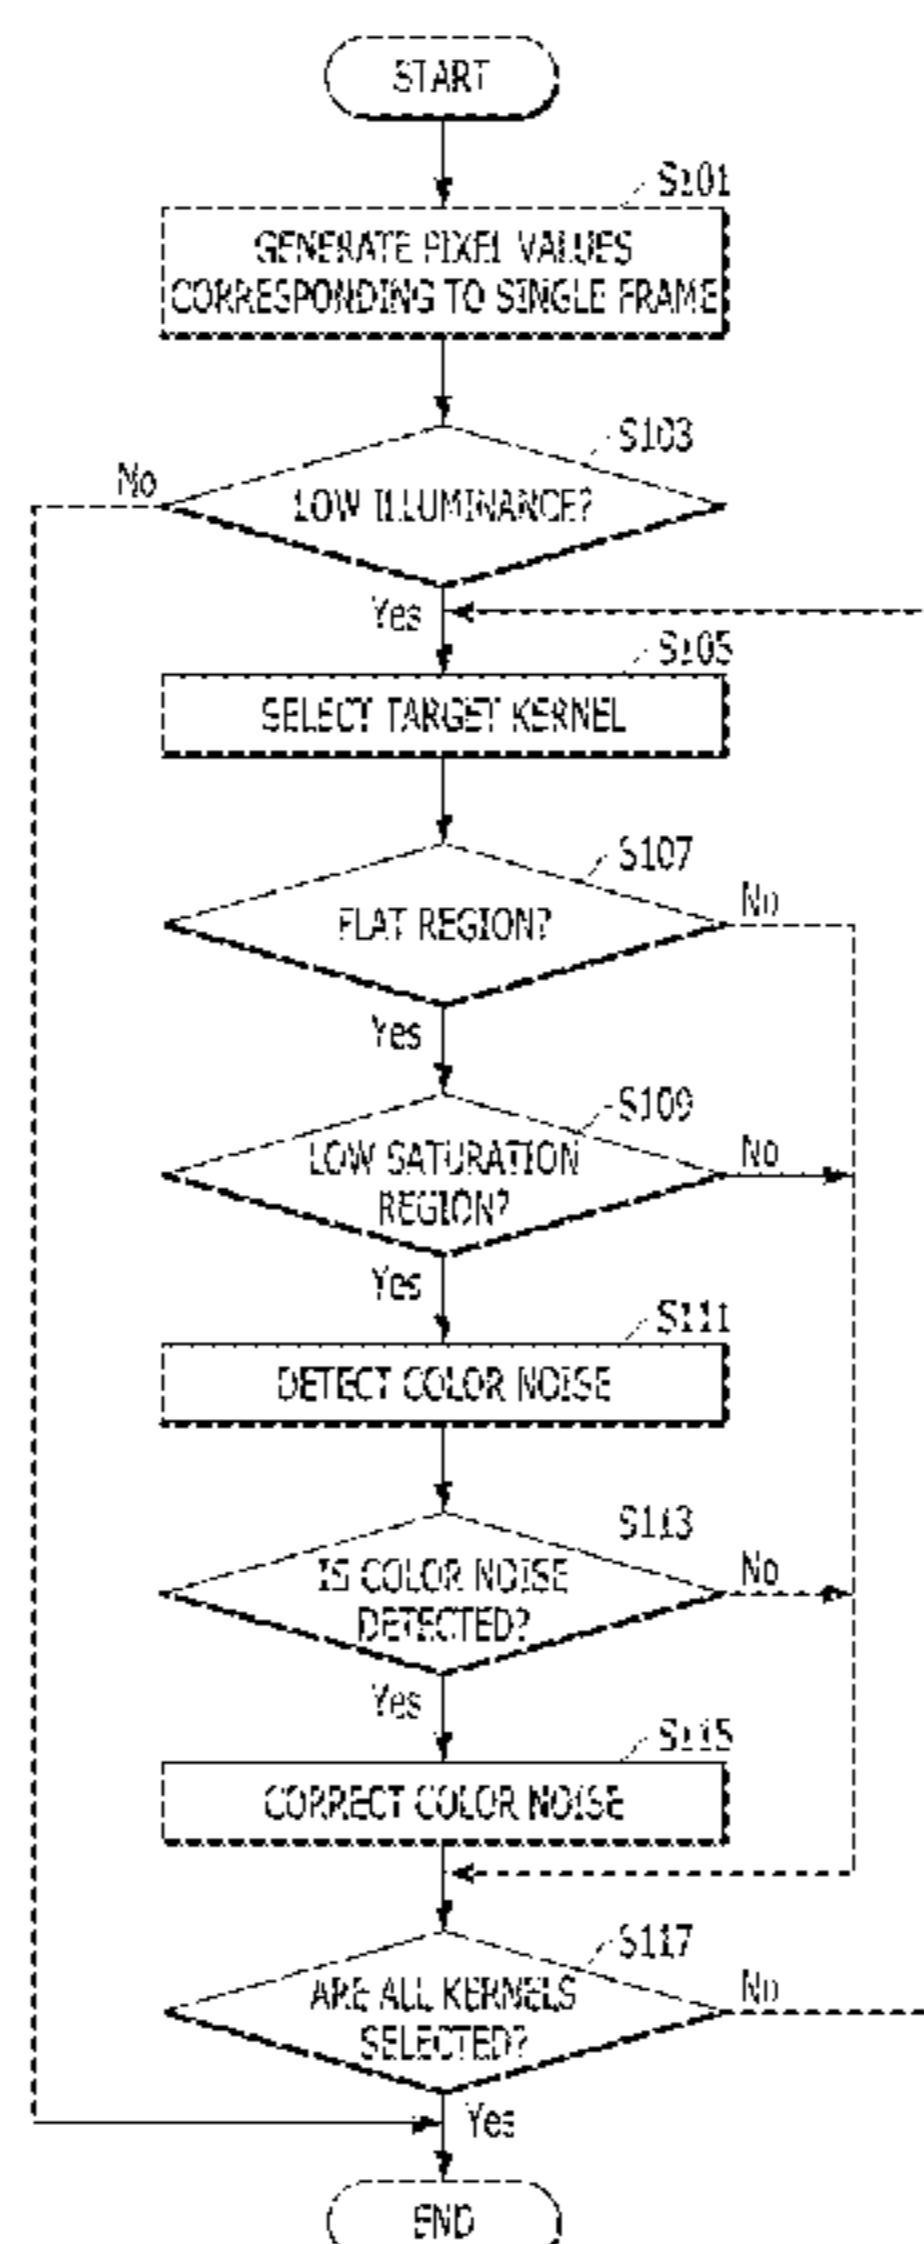 START
S101
GENERATE PIXEL VALUES
CORRESPONDING TO SINGLE FRAME
S103
No
LOW ILLUMINANCE?
Yes
S105
SELECT TARGET KERNEL
S107
No
FLAT REGION?
Yes
S109
No
LOW SATURATION
REGION?
Yes
S111
DETECT COLOR NOISE
S113
No
IS COLOR NOISE
DETECTED?
Yes
S115
CORRECT COLOR NOISE
S117
No
ARE ALL KERNELS
SELECTED?
Yes
END